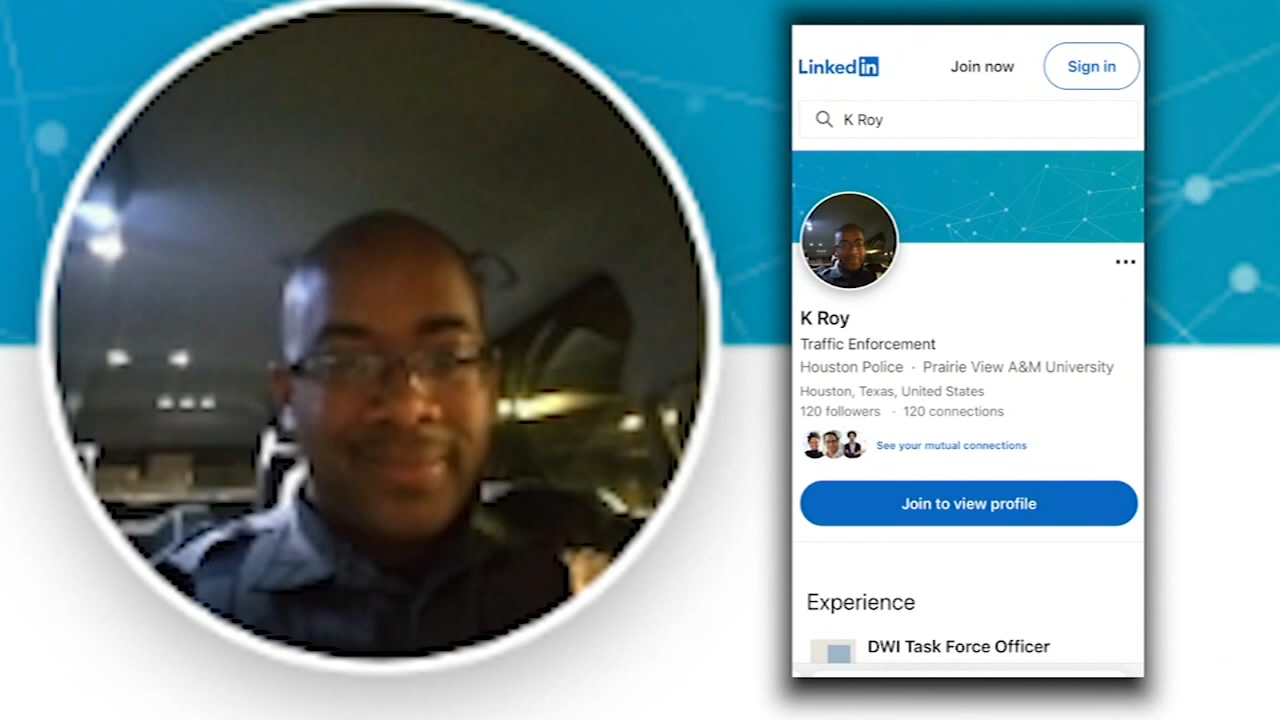 Linkedin
Join now
Sign in
K Roy
K Roy
Traffic Enforcement
Houston Police · Prairie View A&M University
Houston, Texas, United States
120 followers · 120 connections
See your mutual connections
Join to view profile
Experience
DWI Task Force Officer